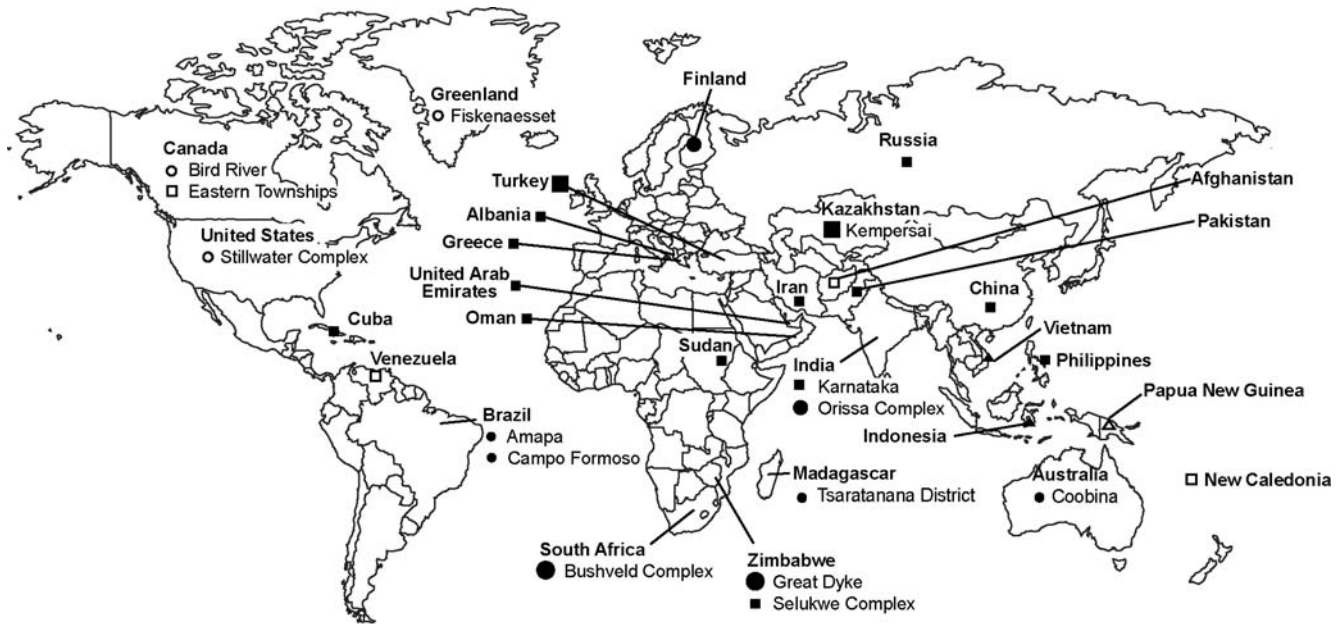 Finland
Greenland
Fiskenaesset
Russia
Canada
Bird River
Eastern Townships
Turkey
Afghanistan
Albania
Kazakhstan
Kempersai
Pakistan
United States
Stillwater Complex
Greece
United Arab
Emirates
Iran
China
Oman
Cuba
Vietnam
Sudan
Venezuela
India
Karnataka
Orissa Complex
Philippines
Papua New Guinea
Brazil
Amapa
Campo Formoso
Indonesia
Madagascar
Tsaratanana District
Australia
Coobina
New Caledonia
South Africa
Bushveld Complex
Zimbabwe
Great Dyke
Selukwe Complex